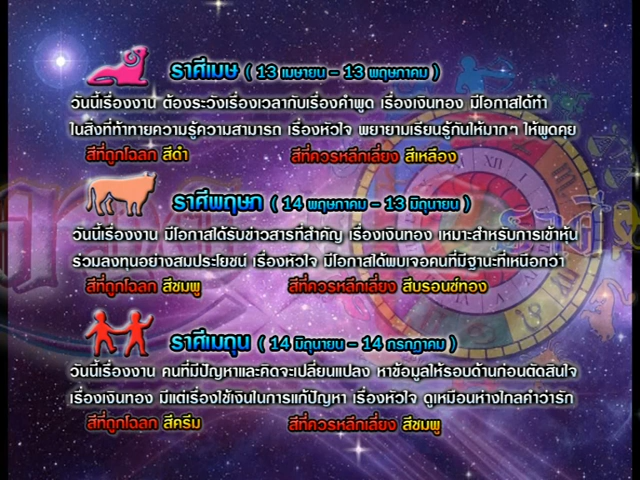 ราศีเมษ ( 13 เมษายน - 13 พฤษภาคม )
วันนี้เรื่องงาน ต้องระวังเรื่องเวลากับเรื่องคำพูด เรื่องเงินทอง มีโอกาสได้ทำ
ในสิ่งที่ท้าทายความรู้ความสามารถ เรื่องหัวใจ พยายามเรียนรู้กันให้มากๆ ให้พูดคุย
สีที่ถูกโฉลก สีดำ สีที่ควรหลีกเลี่ยง สีเหลือง
ราศีพฤษภ ( 14 พฤษภาคม - 13 มิถุนายน )
วันนี้เรื่องงาน มีโอกาสได้รับข่าวสารที่สำคัญ เรื่องเงินทอง เหมาะสำหรับการเข้าหุ้น
ร่วมลงทุนอย่างสมประโยชน์ เรื่องหัวใจ มีโอกาสได้พบเจอคนที่มีฐานะที่เหนือกว่า
สีที่ถูกโฉลก สีชมพู สีที่ควรหลีกเลี่ยง สีบรอนซ์ทอง
ราศีเมถุน ( 14 มิถุนายน - 14 กรกฎาคม )
วันนี้เรื่องงาน คนที่มีปัญหาและคิดจะเปลี่ยนแปลง หาข้อมูลให้รอบด้านก่อนตัดสินใจ
เรื่องเงินทอง มีแต่เรื่องใช้เงินในการแก้ปัญหา เรื่องหัวใจ ดูเหมือนห่างไกลคำว่ารัก
สีที่ถูกโฉลก สีครีม สีที่ควรหลีกเลี่ยง สีชมพู